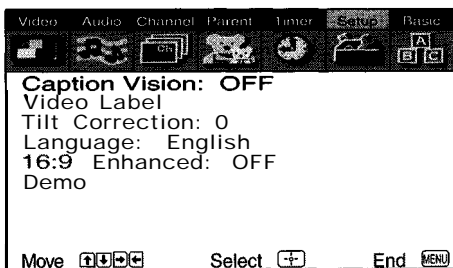 Video Audio Channel Parent Timer Setup Basic
Ch A B C
Caption Vision: OFF
Video Label
Tilt Correction: 0
Language: English
16:9 Enhanced: OFF
Demo
Move Select End MENU